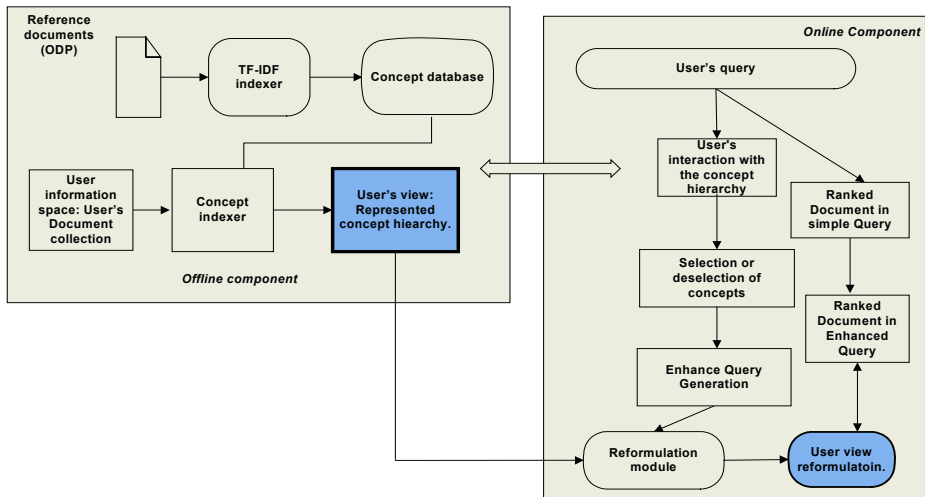 Reference
documents
(ODP)
TF-IDF
indexer
Concept database
User
information
space: User's
Document
collection
Concept
indexer
User's view:
Represented
concept hiearchy.
Offline component
Online Component
User's query
User's
interaction with
the concept
hierarchy
Ranked
Document in
simple Query
Selection or
deselection of
concepts
Ranked
Document in
Enhanced
Query
Enhance Query
Generation
Reformulation
module
User view
reformulatoin.